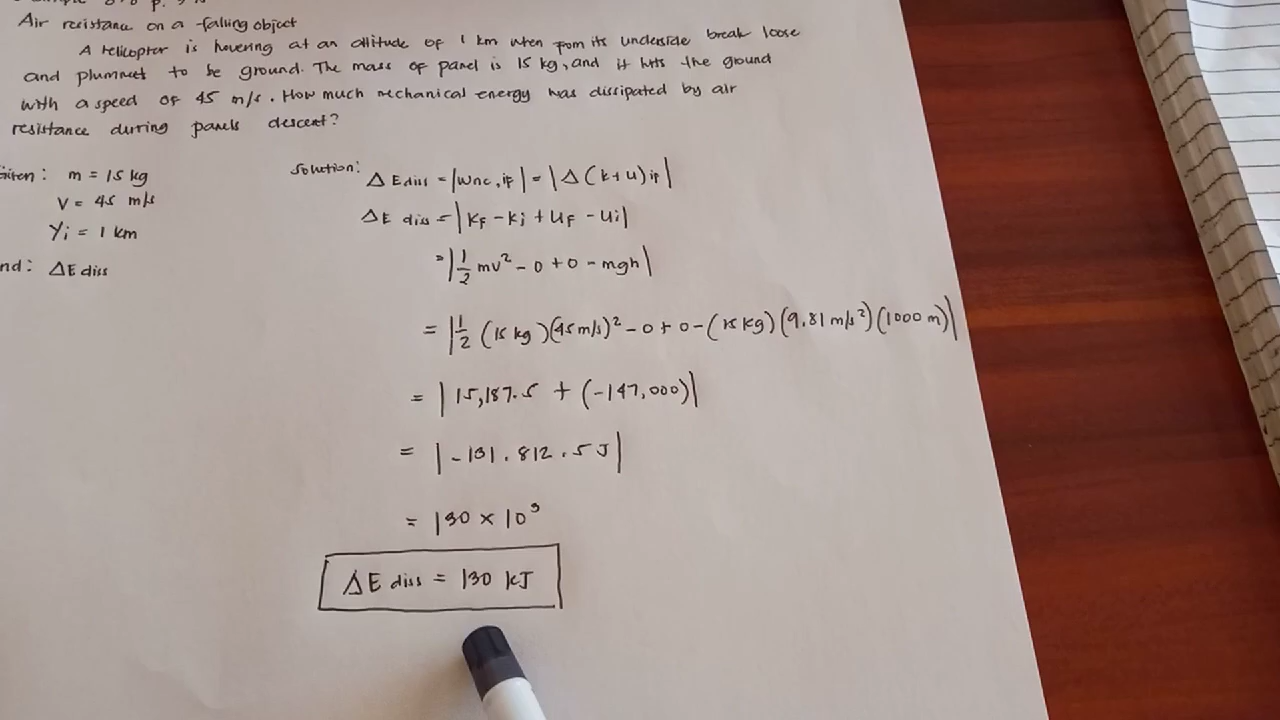 Air resistance on a falling object
A helicopter is hovering at an altitude of 1 km when pom its underside break loose
and plummet to be ground. The mass of panel is 15 kg, and it hits the ground
with a speed of 45 m/s. How much mechanical energy was dissipated by air
resistance during panels descent?
Given: m = 15 kg
V = 45 m/s
Yi = 1 km
nd: ΔE diss
Solution: ΔE diss = |Wnc, if| = |Δ(k+u) if|
ΔE diss = |KF - Ki + UF - Ui|
= |1/2 mv² - 0 + 0 - mgh|
= |1/2 (15 kg)(45 m/s)² - 0 + 0 - (15 kg)(9.81 m/s²)(1000 m)|
= |15,187.5 + (-147,000)|
= |-131.812.5 J|
= 130 x 10³
ΔE diss = 130 kJ